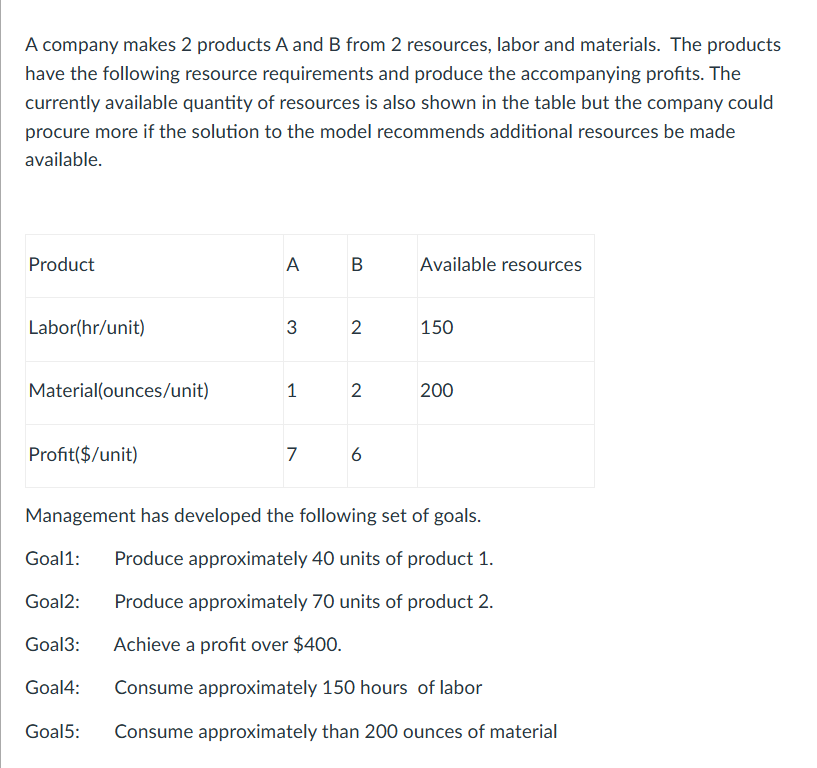 A company makes 2 products A and B from 2 resources, labor and materials.  The products
have the following resource requirements and produce the accompanying profits. The
currently available quantity of resources is also shown in the table but the company could
procure more if the solution to the model recommends additional resources be made
available.
Product A B Available resources
Labor(hr/unit) 3 2 150
Material(ounces/unit) 1 2 200
Profit($/unit) 7 6
Management has developed the following set of goals.
Goal1: Produce approximately 40 units of product 1.
Goal2: Produce approximately 70 units of product 2.
Goal3: Achieve a profit over $400.
Goal4: Consume approximately 150 hours  of labor
Goal5: Consume approximately than 200 ounces of material